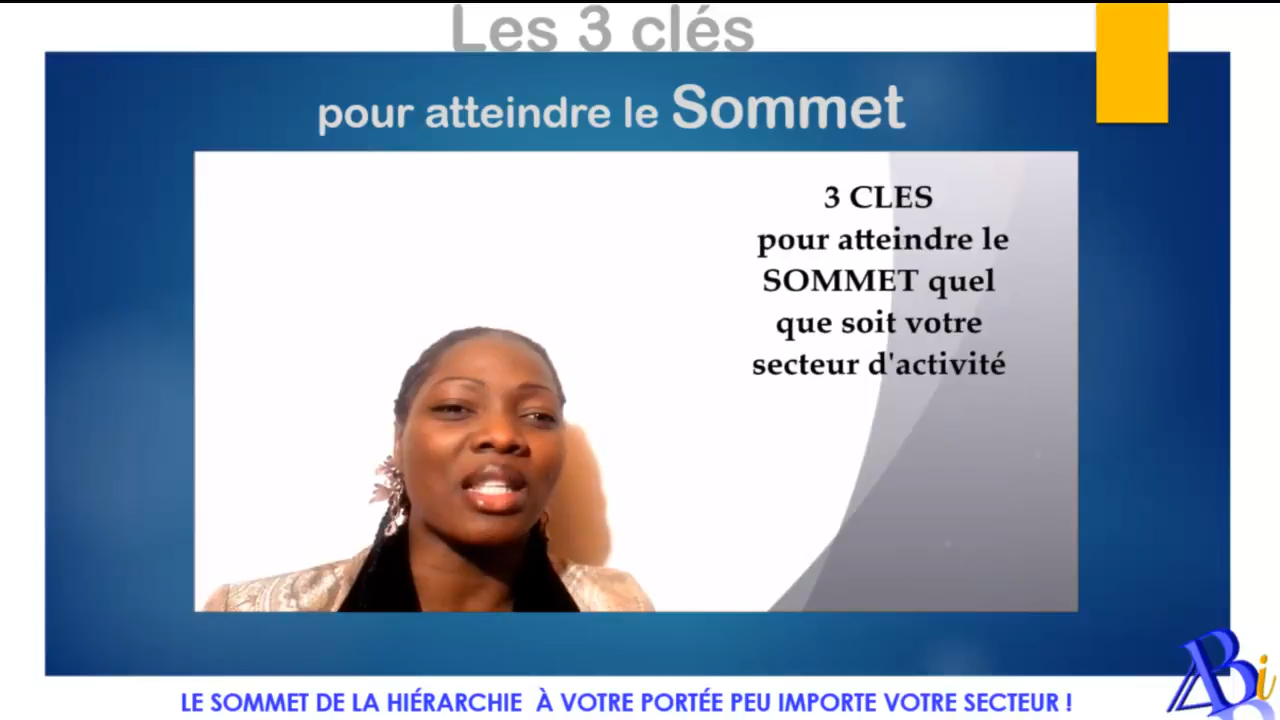 Les 3 clés
pour atteindre le Sommet
3 CLES
pour atteindre le
SOMMET quel
que soit votre
secteur d'activité
LE SOMMET DE LA HIÉRARCHIE À VOTRE PORTÉE PEU IMPORTE VOTRE SECTEUR !
ABi